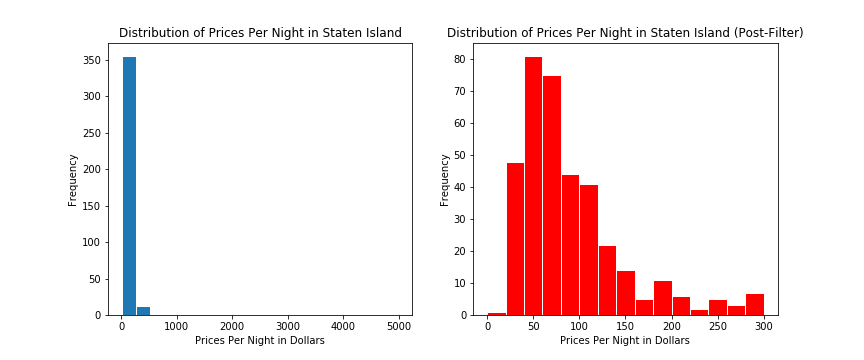 Distribution of Prices Per Night in Staten Island
350
300
250
200
150
100
50
0
Frequency
0 1000 2000 3000 4000 5000
Prices Per Night in Dollars
Distribution of Prices Per Night in Staten Island (Post-Filter)
80
70
60
50
40
30
20
10
0
Frequency
0 50 100 150 200 250 300
Prices Per Night in Dollars